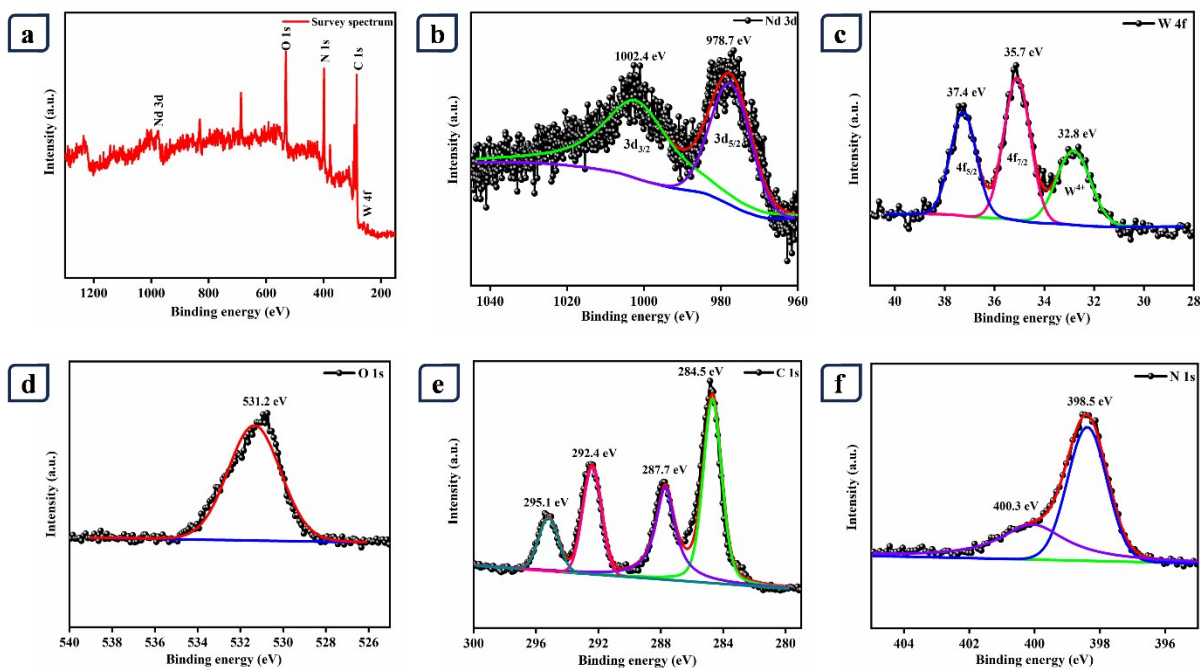 a
Survey spectrum
O 1s
N 1s
C 1s
Nd 3d
W 4f
Intensity (a.u.)
1200 1000 800 600 400 200
Binding energy (eV)
b
Nd 3d
1002.4 eV
978.7 eV
3d3/2
3d5/2
Intensity (a.u.)
1040 1020 1000 980 960
Binding energy (eV)
c
W 4f
35.7 eV
37.4 eV
32.8 eV
4f5/2
4f7/2
W4+
Intensity (a.u.)
40 38 36 34 32 30 28
Binding energy (eV)
d
O 1s
531.2 eV
Intensity (a.u.)
540 538 536 534 532 530 528 526
Binding energy (eV)
e
C 1s
284.5 eV
292.4 eV
287.7 eV
295.1 eV
Intensity (a.u.)
300 296 292 288 284 280
Binding energy (eV)
f
N 1s
398.5 eV
400.3 eV
Intensity (a.u.)
404 402 400 398 396
Binding energy (eV)